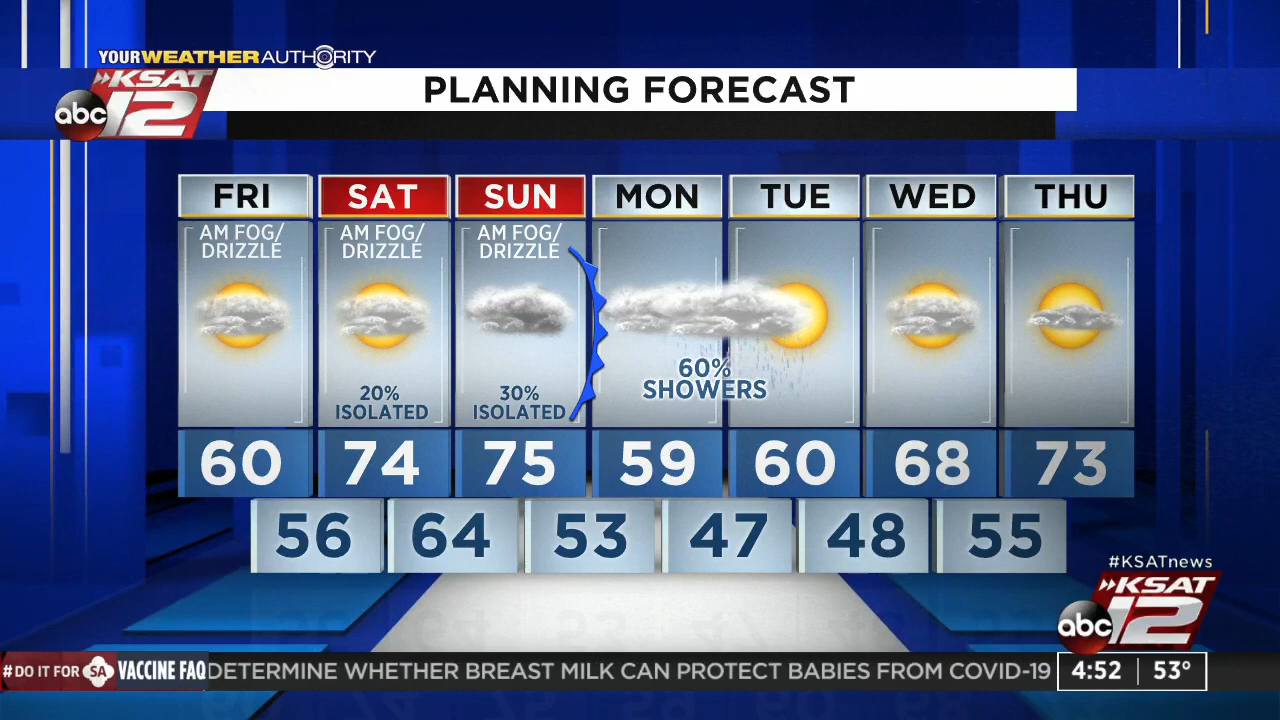 YOUR WEATHER AUTHORITY
KSAT
abc 12
PLANNING FORECAST
FRI SAT SUN MON TUE WED THU
AM FOG/ AM FOG/ AM FOG/
DRIZZLE DRIZZLE DRIZZLE
60%
SHOWERS
20% 30%
ISOLATED ISOLATED
60 74 75 59 60 68 73
56 64 53 47 48 55
#KSATnews
KSAT
abc 12
#DO IT FOR SA VACCINE FAQ DETERMINE WHETHER BREAST MILK CAN PROTECT BABIES FROM COVID-19 4:52 53°